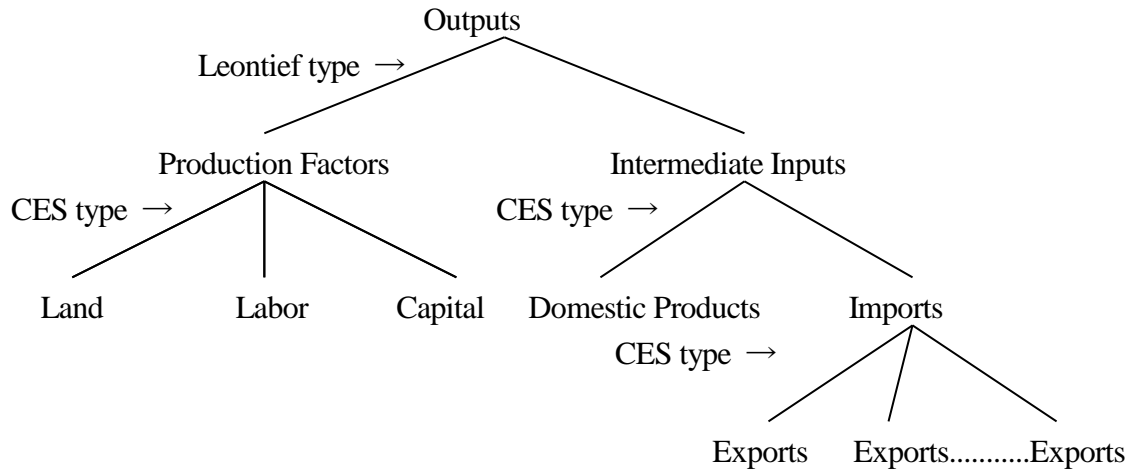 Outputs
Leontief type →
Production Factors Intermediate Inputs
CES type → CES type →
Land Labor Capital Domestic Products Imports
CES type →
Exports Exports...........Exports